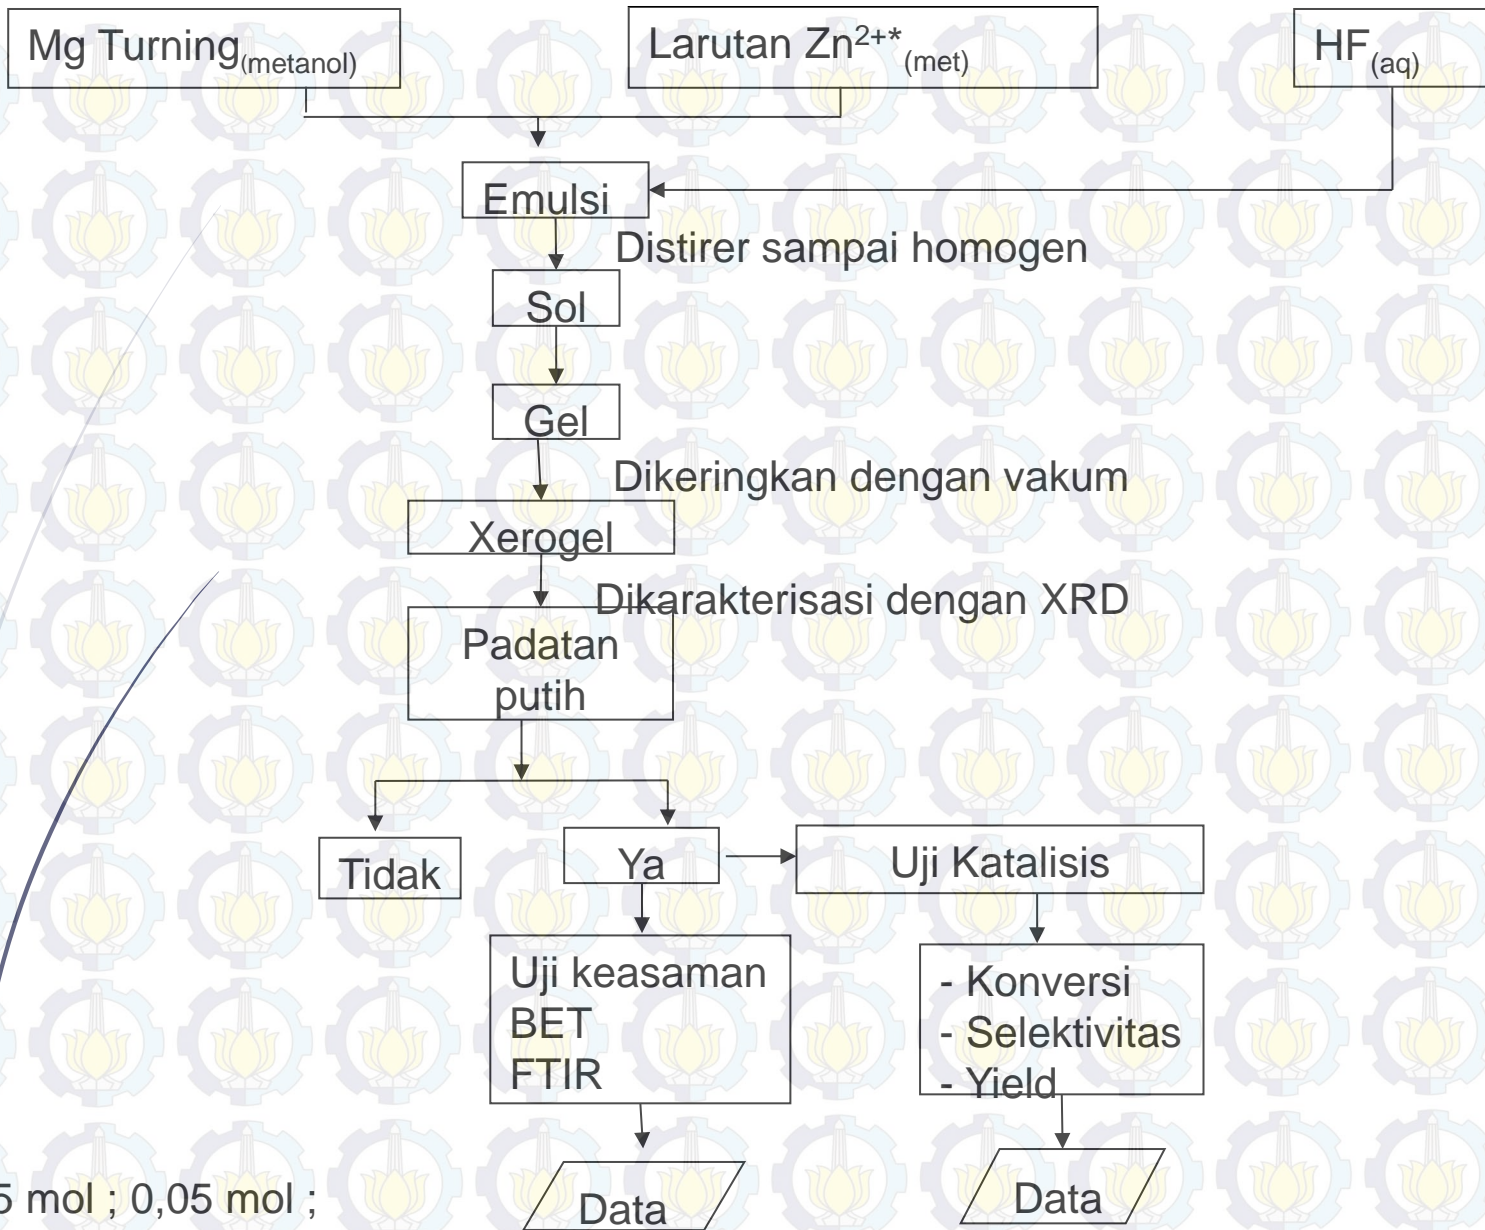 Mg Turning(metanol)
Larutan Zn²⁺*(met)
HF(aq)
Emulsi
Distirer sampai homogen
Sol
Gel
Dikeringkan dengan vakum
Xerogel
Dikarakterisasi dengan XRD
Padatan
putih
Tidak
Ya
Uji Katalisis
Uji keasaman
BET
FTIR
- Konversi
- Selektivitas
- Yield
5 mol ; 0,05 mol ;
Data
Data